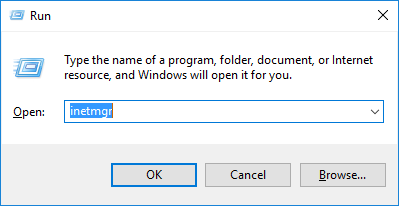 Run
Type the name of a program, folder, document, or Internet
resource, and Windows will open it for you.
Open: inetmgr
OK Cancel Browse...